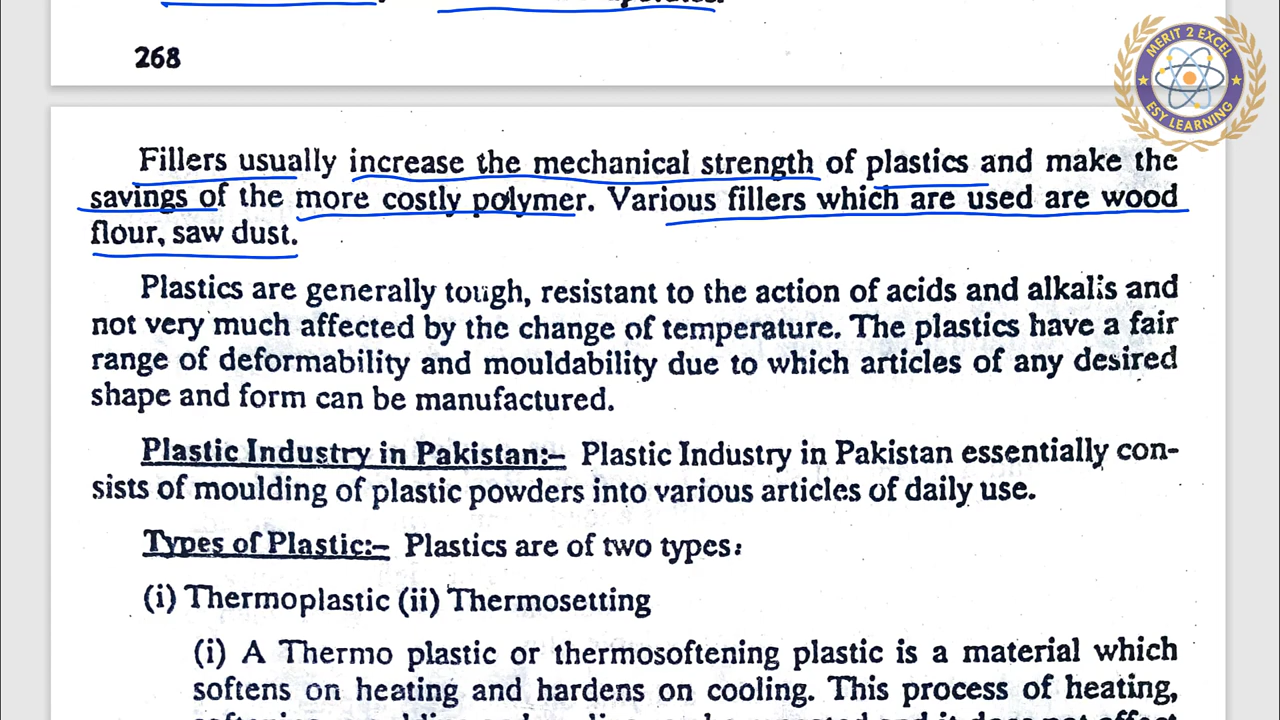 268
MERIT 2 EXCEL
ESY LEARNING
Fillers usually increase the mechanical strength of plastics and make the
savings of the more costly polymer. Various fillers which are used are wood
flour, saw dust.
Plastics are generally tough, resistant to the action of acids and alkalis and
not very much affected by the change of temperature. The plastics have a fair
range of deformability and mouldability due to which articles of any desired
shape and form can be manufactured.
Plastic Industry in Pakistan:– Plastic Industry in Pakistan essentially con-
sists of moulding of plastic powders into various articles of daily use.
Types of Plastic:– Plastics are of two types:
(i) Thermoplastic (ii) Thermosetting
(i) A Thermo plastic or thermosoftening plastic is a material which
softens on heating and hardens on cooling. This process of heating,